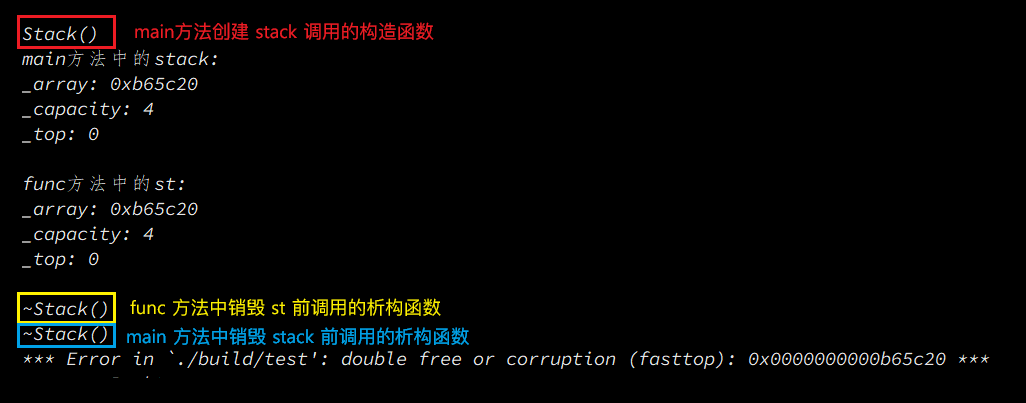 Stack() main方法创建 stack 调用的构造函数
main方法中的stack:
_array: 0xb65c20
_capacity: 4
_top: 0
func方法中的st:
_array: 0xb65c20
_capacity: 4
_top: 0
~Stack() func 方法中销毁 st 前调用的析构函数
~Stack() main 方法中销毁 stack 前调用的析构函数
*** Error in `./build/test': double free or corruption (fasttop): 0x0000000000b65c20 ***